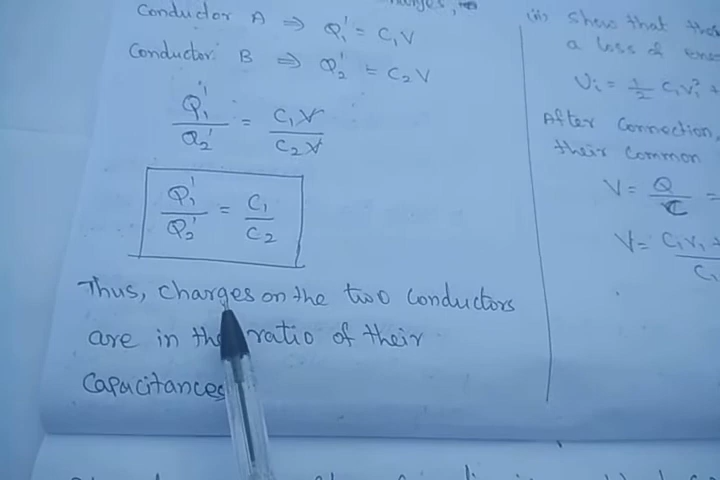 Conductor A ⇒ Q₁' = C₁V
Conductor B ⇒ Q₂' = C₂V
Q₁'/Q₂' = C₁V/C₂V
Q₁'/Q₂' = C₁/C₂
Thus, charges on the two conductors
are in the ratio of their
Capacitances
(ii) Show that
a loss of
Uᵢ = ½ C₁V₁² +
After Connection,
their common
V = Q/C =
V = C₁V₁ +/C₁